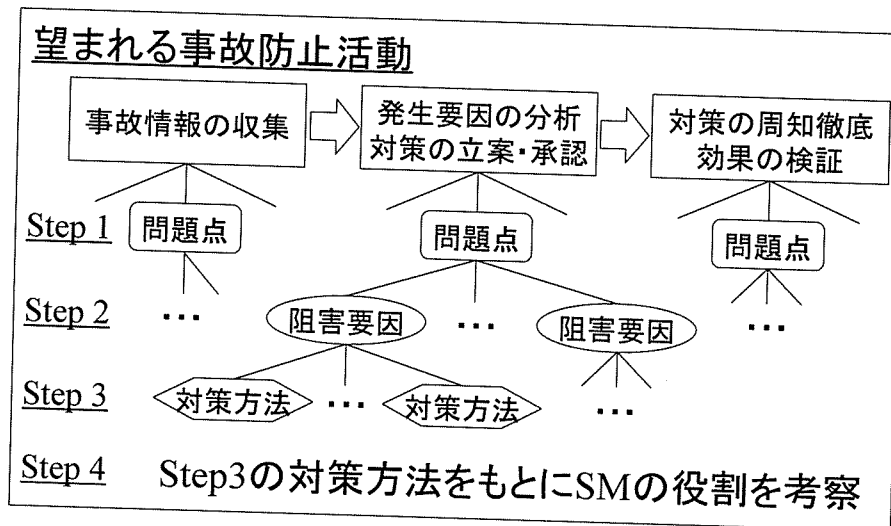 望まれる事故防止活動
事故情報の収集
発生要因の分析
対策の立案・承認
対策の周知徹底
効果の検証
Step 1
問題点
問題点
問題点
Step 2
…
阻害要因
…
阻害要因
…
Step 3
対策方法
…
対策方法
…
Step 4
Step3の対策方法をもとにSMの役割を考察